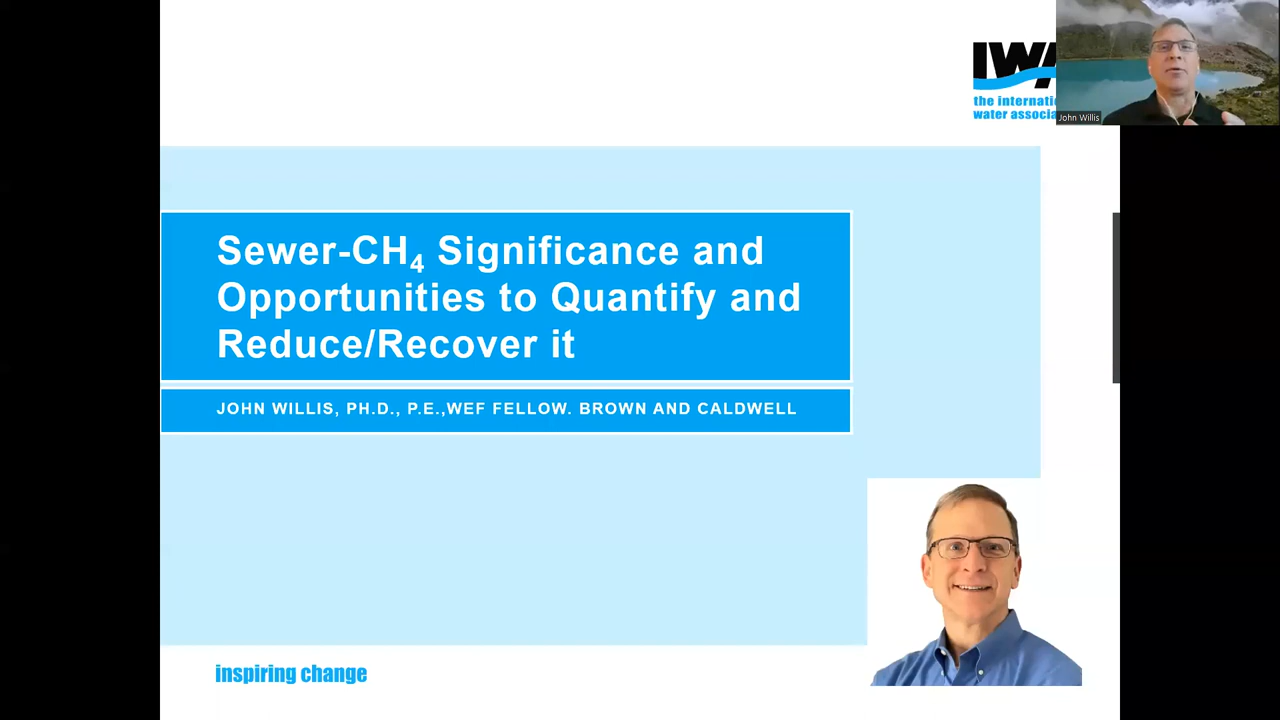 IW
the internati
water associa
John Willis
Sewer-CH₄ Significance and
Opportunities to Quantify and
Reduce/Recover it
JOHN WILLIS, PH.D., P.E.,WEF FELLOW. BROWN AND CALDWELL
inspiring change